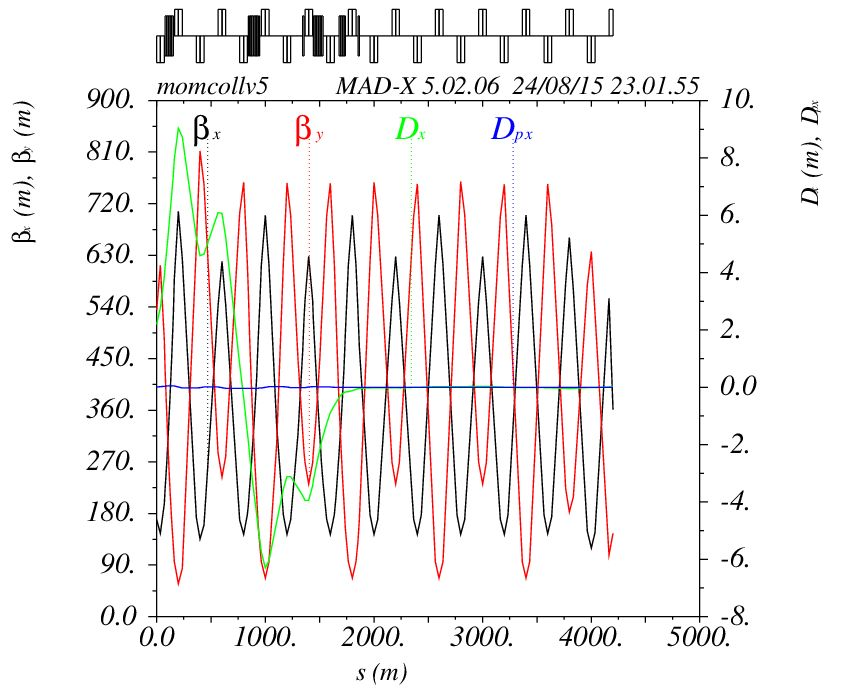 momcollv5 MAD-X 5.02.06 24/08/15 23.01.55
900. 10.
βx βy Dx Dpx
810. 8.
720. 6.
630. 4.
540. 2.
450. 0.0
360. -2.
270. -4.
180. -6.
90. -8.
0.0
0.0 1000. 2000. 3000. 4000. 5000.
s (m)
βx (m), βy (m)
Dx (m), Dpx